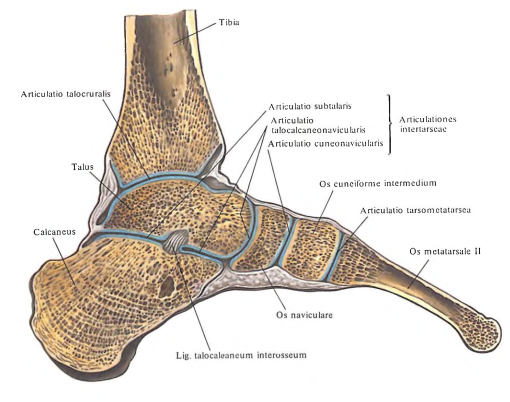 Tibia
Articulatio talocruralis
Articulatio subtalaris
Articulatio
talocalcaneonavicularis
Articulatio cuneonavicularis
Articulationes
intertarseae
Talus
Os cuneiforme intermedium
Articulatio tarsometatarsea
Calcaneus
Os metatarsale II
Os naviculare
Lig. talocaleaneum interosseum